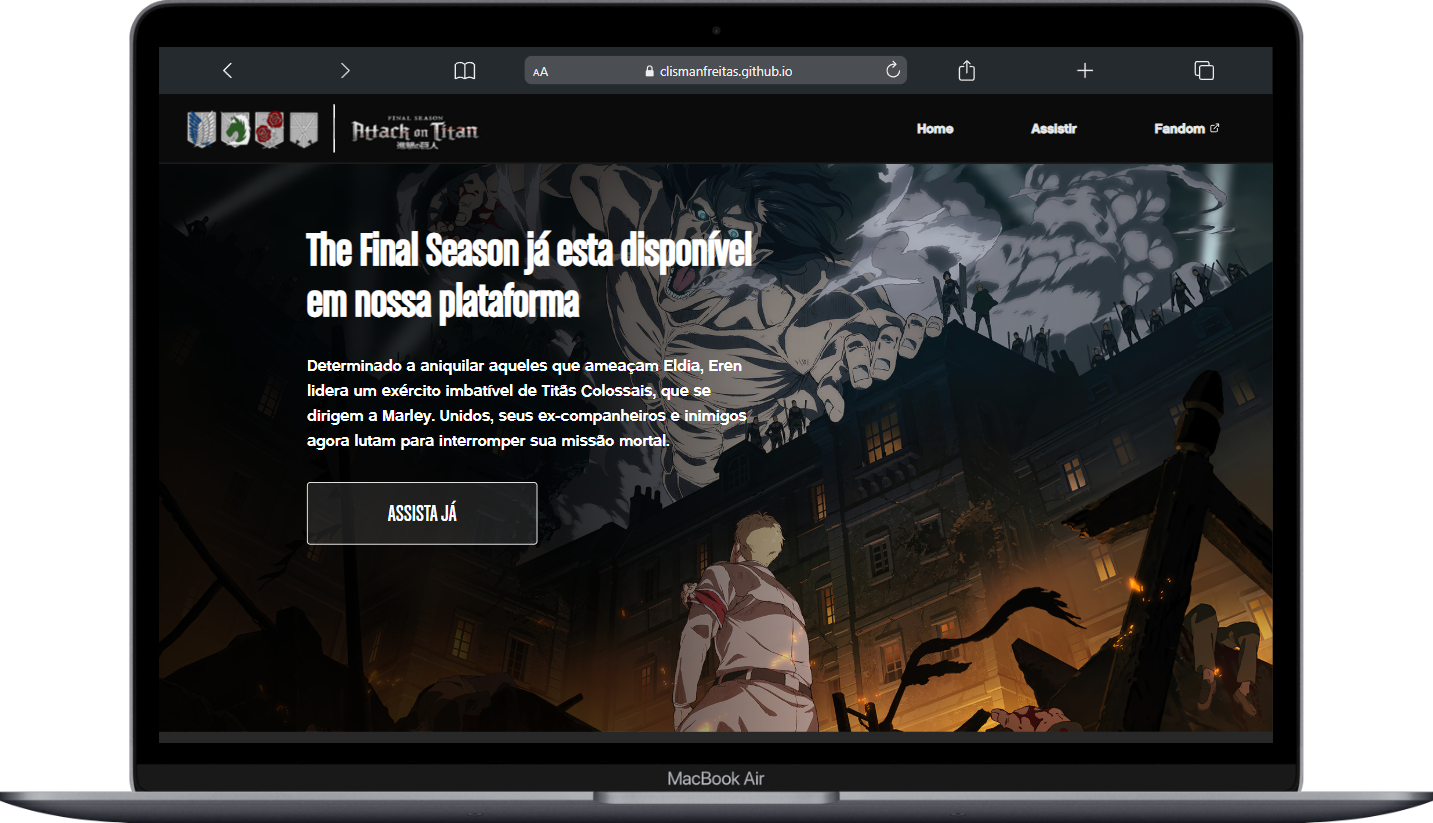 AA
clismanfreitas.github.io
FINAL SEASON
Attack on Titan
進撃の巨人
Home
Assistir
Fandom
The Final Season já esta disponível
em nossa plataforma
Determinado a aniquilar aqueles que ameaçam Eldia, Eren
lidera um exército imbatível de Titãs Colossais, que se
dirigem a Marley. Unidos, seus ex-companheiros e inimigos
agora lutam para interromper sua missão mortal.
ASSISTA JÁ
MacBook Air